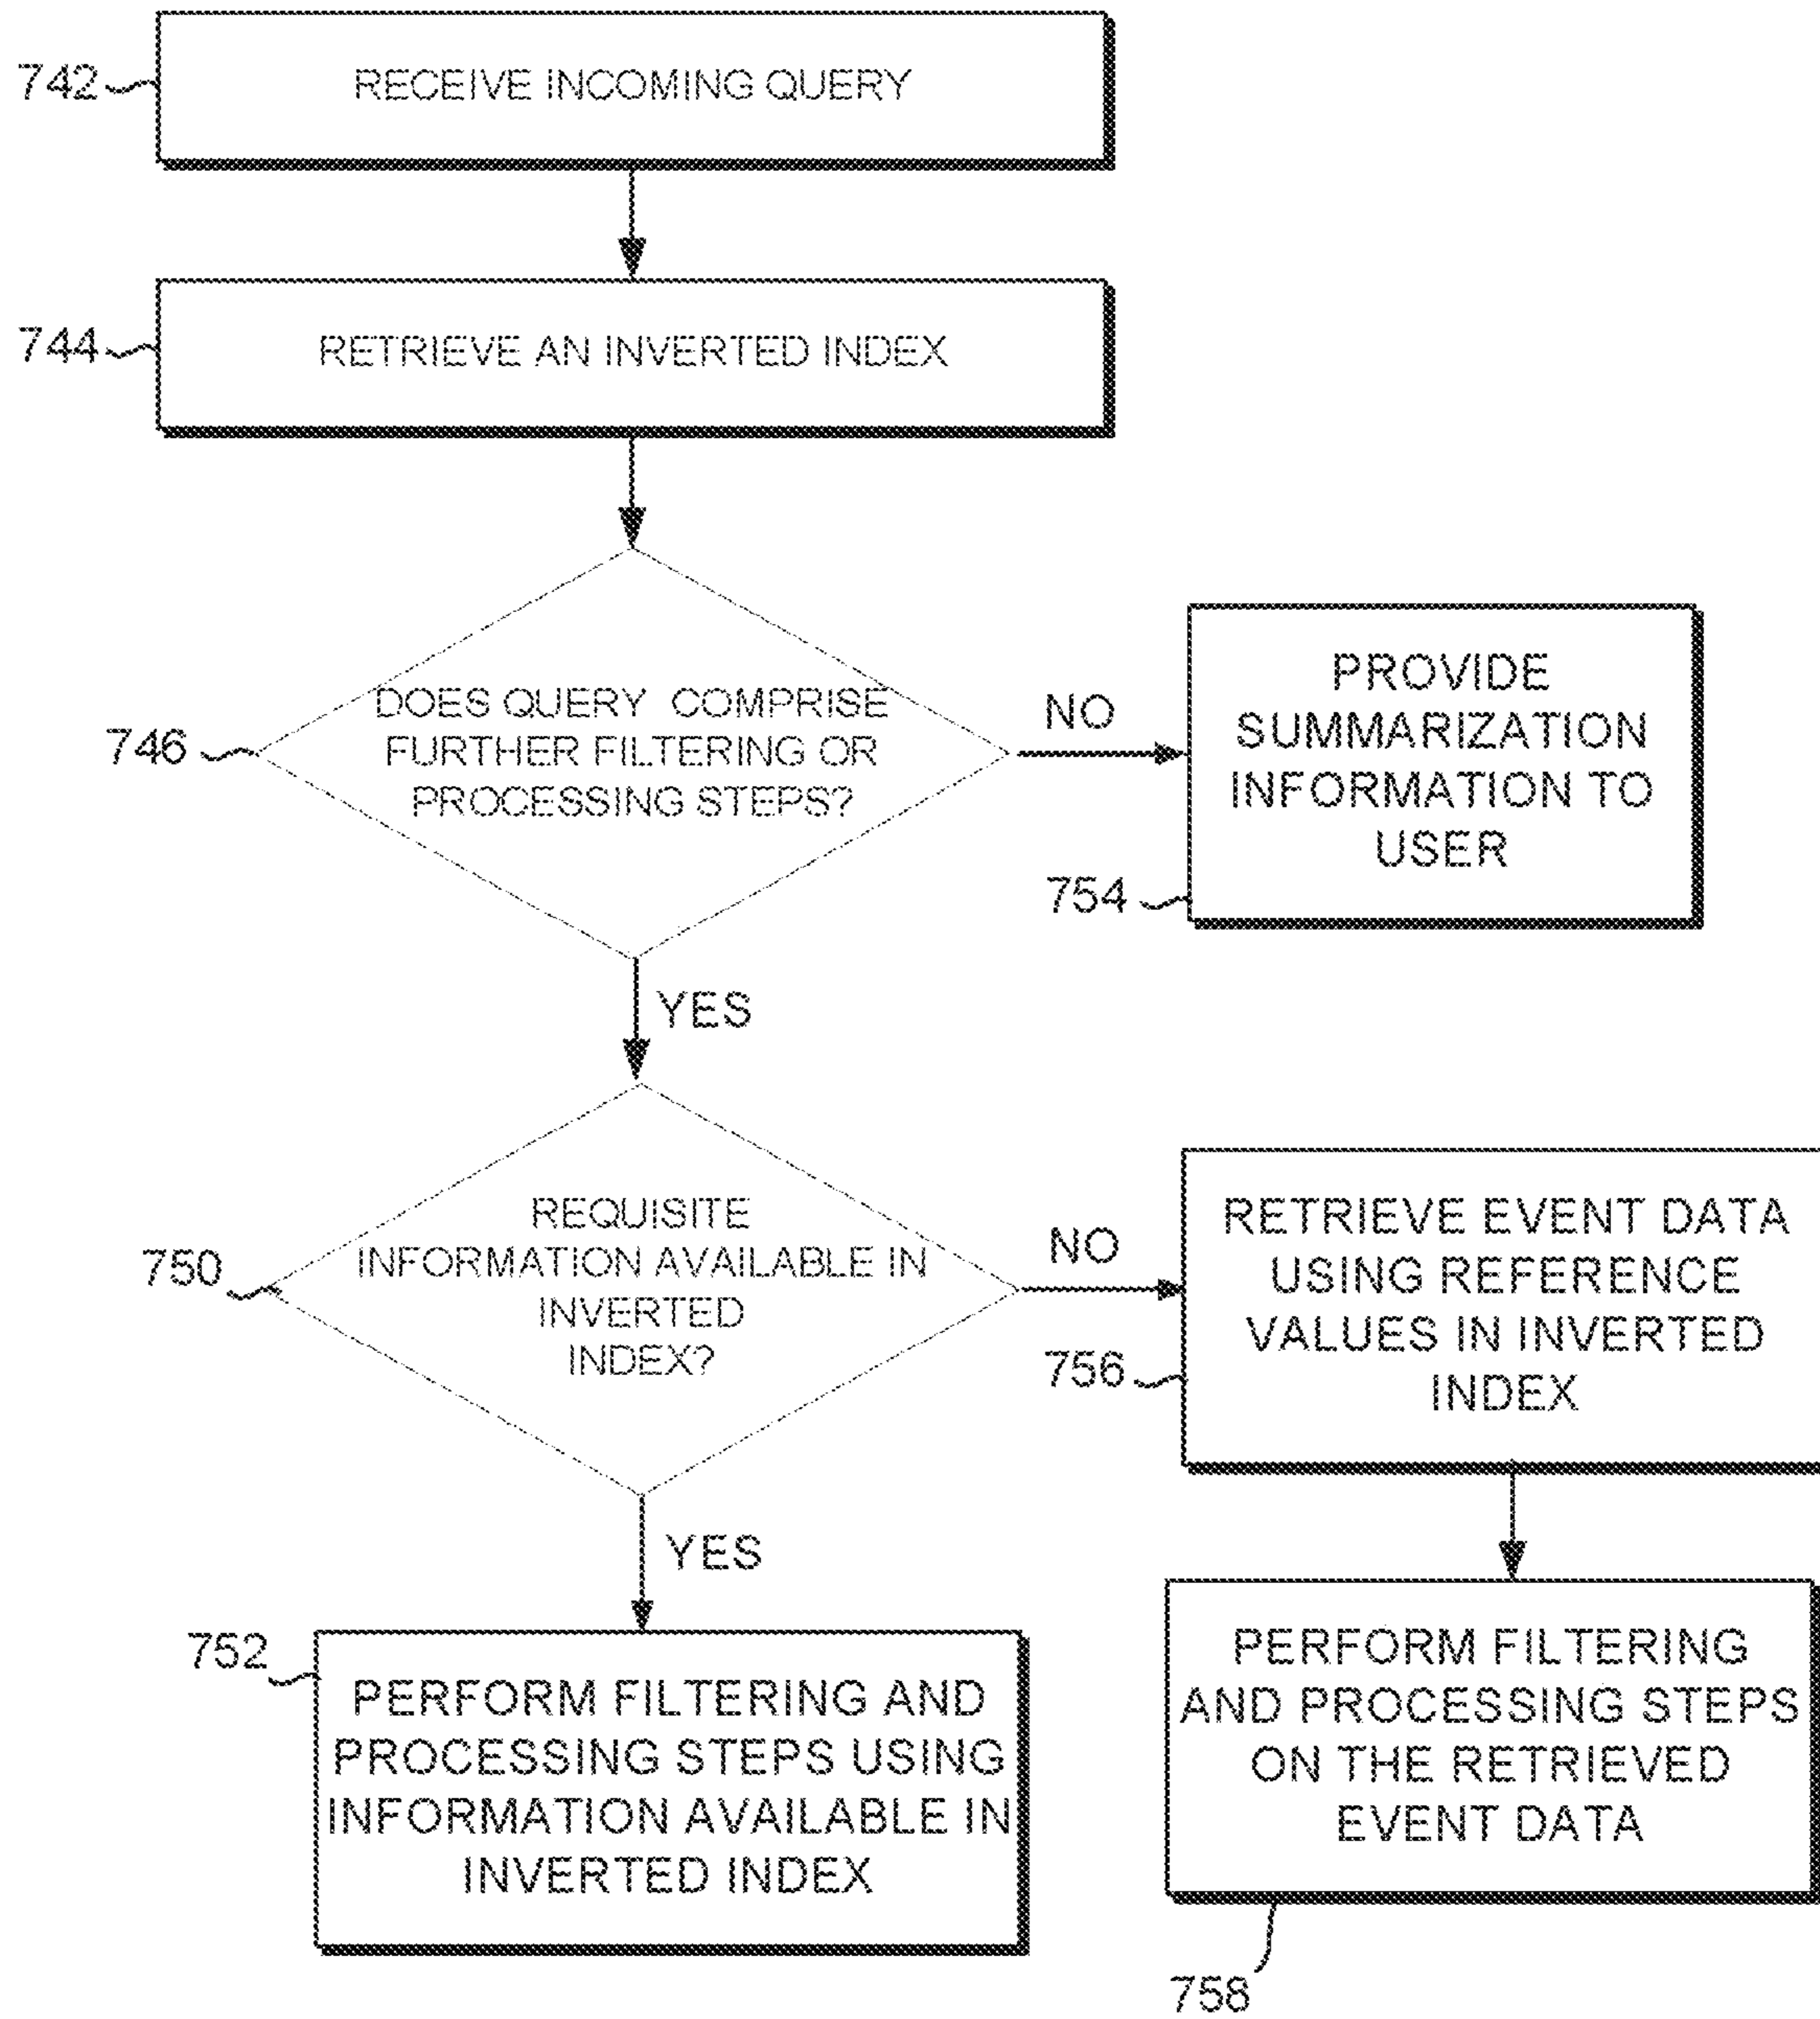 742
RECEIVE INCOMING QUERY
744
RETRIEVE AN INVERTED INDEX
746
DOES QUERY COMPRISE
FURTHER FILTERING OR
PROCESSING STEPS?
NO
PROVIDE
SUMMARIZATION
INFORMATION TO
USER
754
YES
750
REQUISITE
INFORMATION AVAILABLE IN
INVERTED
INDEX?
NO
RETRIEVE EVENT DATA
USING REFERENCE
VALUES IN INVERTED
INDEX
756
YES
752
PERFORM FILTERING AND
PROCESSING STEPS USING
INFORMATION AVAILABLE IN
INVERTED INDEX
PERFORM FILTERING
AND PROCESSING STEPS
ON THE RETRIEVED
EVENT DATA
758